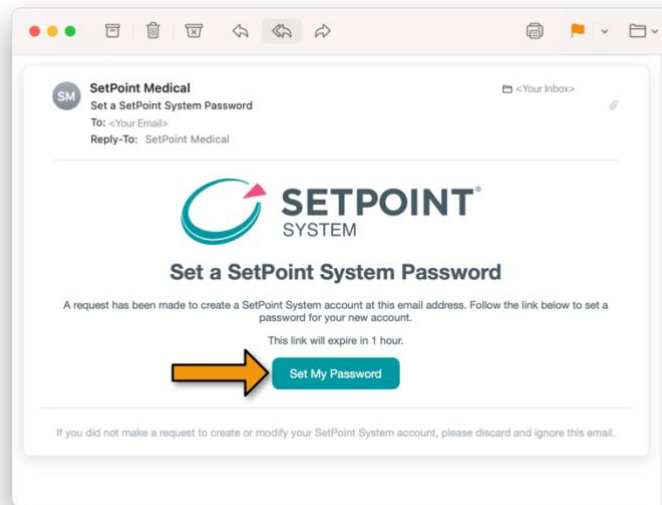 SM
SetPoint Medical
<Your Inbox>
Set a SetPoint System Password
To: <Your Email>
Reply-To: SetPoint Medical
SETPOINT®
SYSTEM
Set a SetPoint System Password
A request has been made to create a SetPoint System account at this email address. Follow the link below to set a
password for your new account.
This link will expire in 1 hour.
Set My Password
If you did not make a request to create or modify your SetPoint System account, please discard and ignore this email.